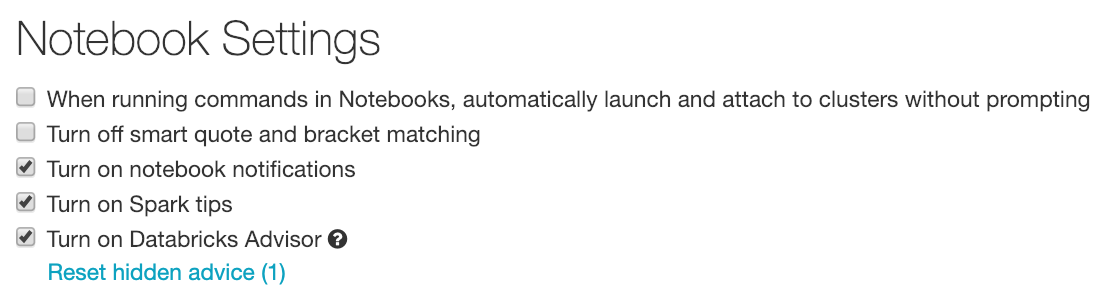 Notebook Settings
When running commands in Notebooks, automatically launch and attach to clusters without prompting
Turn off smart quote and bracket matching
Turn on notebook notifications
Turn on Spark tips
Turn on Databricks Advisor ?
Reset hidden advice (1)